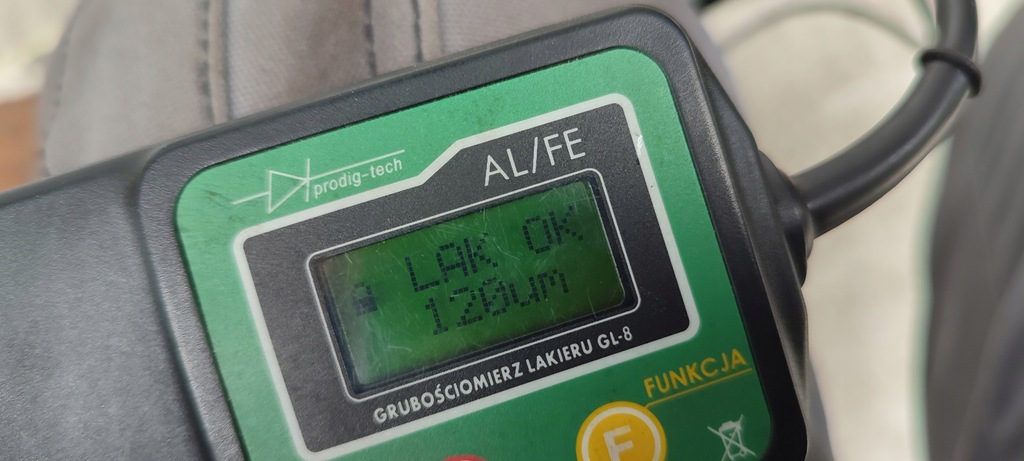 prodig-tech
AL/FE
LAK OK
120um
GRUBOŚCIOMIERZ LAKIERU GL-8
FUNKCJA
F